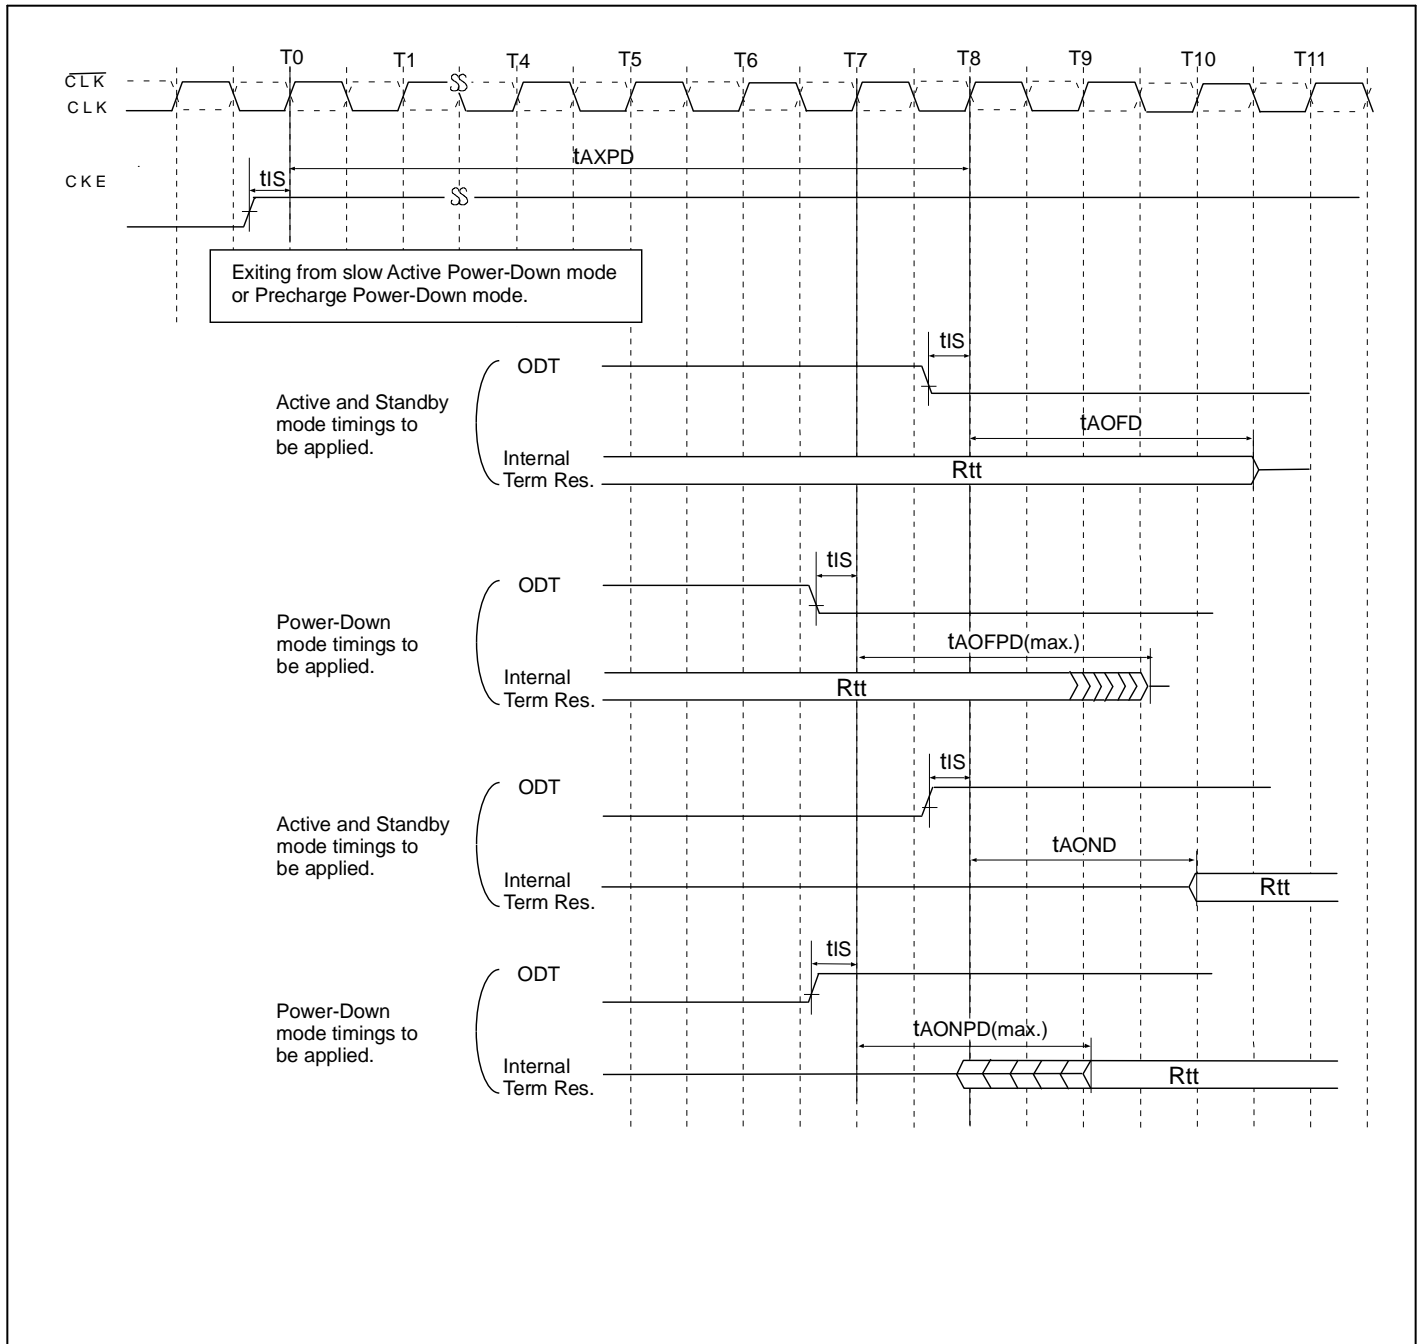 T0 T1 T4 T5 T6 T7 T8 T9 T10 T11
CLK
CLK
tAXPD
CKE
tIS
Exiting from slow Active Power-Down mode
or Precharge Power-Down mode.
tIS
ODT
Active and Standby
mode timings to
be applied.
tAOFD
Internal
Term Res.
Rtt
tIS
ODT
Power-Down
mode timings to
be applied.
tAOFPD(max.)
Internal
Term Res.
Rtt
tIS
ODT
Active and Standby
mode timings to
be applied.
tAOND
Internal
Term Res.
Rtt
tIS
ODT
Power-Down
mode timings to
be applied.
tAONPD(max.)
Internal
Term Res.
Rtt